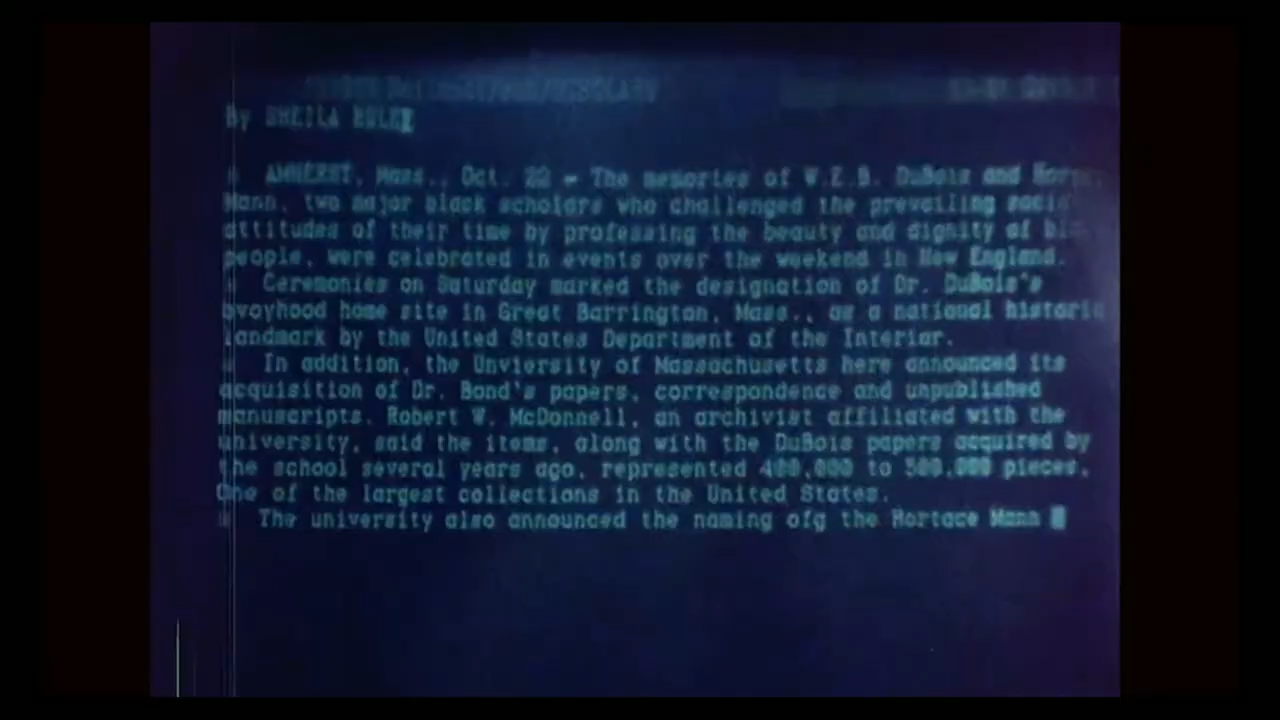 By SHEILA RULE
AMHERST, Mass., Oct. 22 - The memories of W.E.B. DuBois and
Mann, two major black scholars who challenged the prevailing
attitudes of their time by professing the beauty and dignity of
people, were celebrated in events over the weekend in New England.
Ceremonies on Saturday marked the designation of Dr. DuBois's
bvoyhood home site in Great Barrington, Mass., as a national historic
landmark by the United States Department of the Interior.
In addition, the Unviersity of Massachusetts here announced its
acquisition of Dr. Bond's papers, correspondence and unpublished
manuscripts. Robert W. McDonnell, an archivist affiliated with the
university, said the items, along with the DuBois papers acquired by
the school several years ago, represented 400,000 to 500,000 pieces,
One of the largest collections in the United States.
The university also announced the naming ofg the Hortace Mann